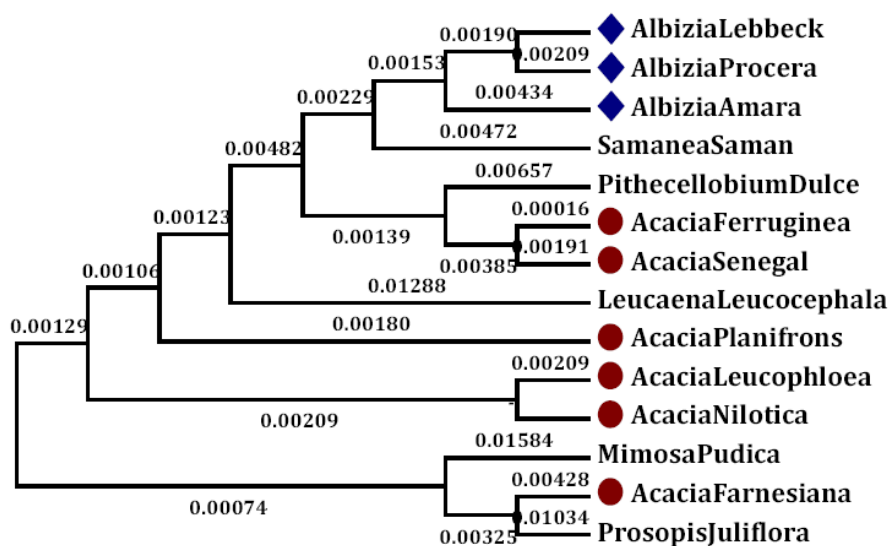 0.00190
AlbiziaLebbeck
0.00209
0.00153
AlbiziaProcera
0.00434
0.00229
AlbiziaAmara
0.00472
0.00482
SamaneaSaman
0.00657
PithecellobiumDulce
0.00016
0.00123
AcaciaFerruginea
0.00139
0.00191
0.00385
AcaciaSenegal
0.00106
0.01288
LeucaenaLeucocephala
0.00129
0.00180
AcaciaPlanifrons
0.00209
AcaciaLeucophloea
0.00209
AcaciaNilotica
0.01584
MimosaPudica
0.00428
0.00074
AcaciaFarnesiana
0.01034
0.00325
ProsopisJuliflora